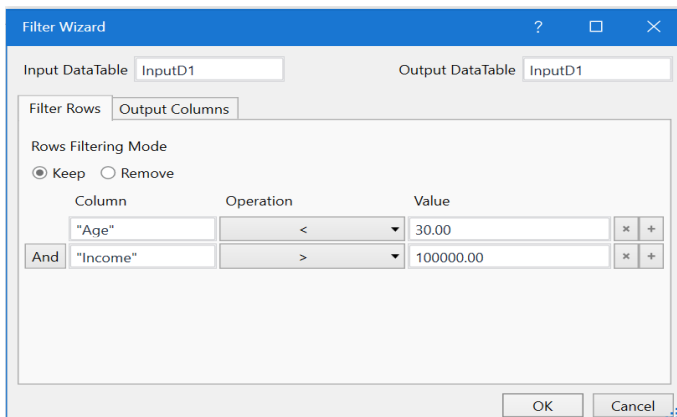 Filter Wizard ?
Input DataTable InputD1 Output DataTable InputD1
Filter Rows Output Columns
Rows Filtering Mode
Keep Remove
Column Operation Value
"Age" < 30.00 × +
And "Income" > 100000.00 × +
OK Cancel